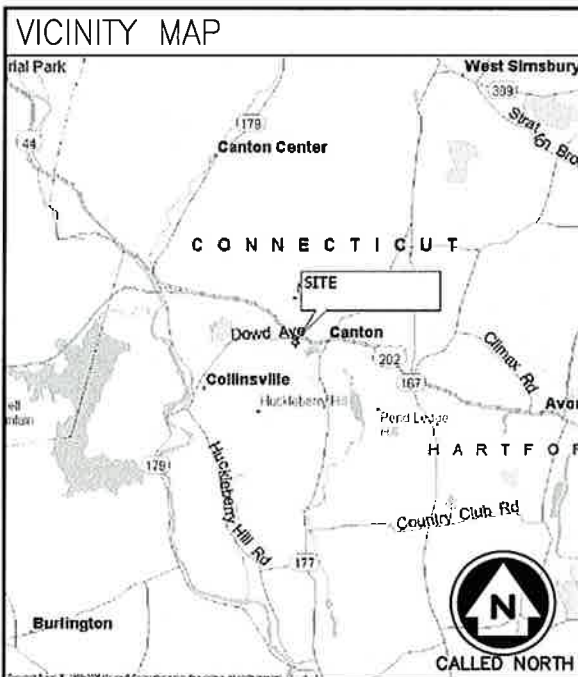 VICINITY MAP
rial Park
West Simsbury
309
179
Stratton Bro
44
Canton Center
CONNECTICUT
SITE
Dowd Ave
Canton
202
Climax Rd
167
Collinsville
Huckleberry Hill
Avon
Pond Ledge
Hill
HARTFOR
179
Huckleberry Hill Rd
Country Club Rd
177
N
Burlington
CALLED NORTH